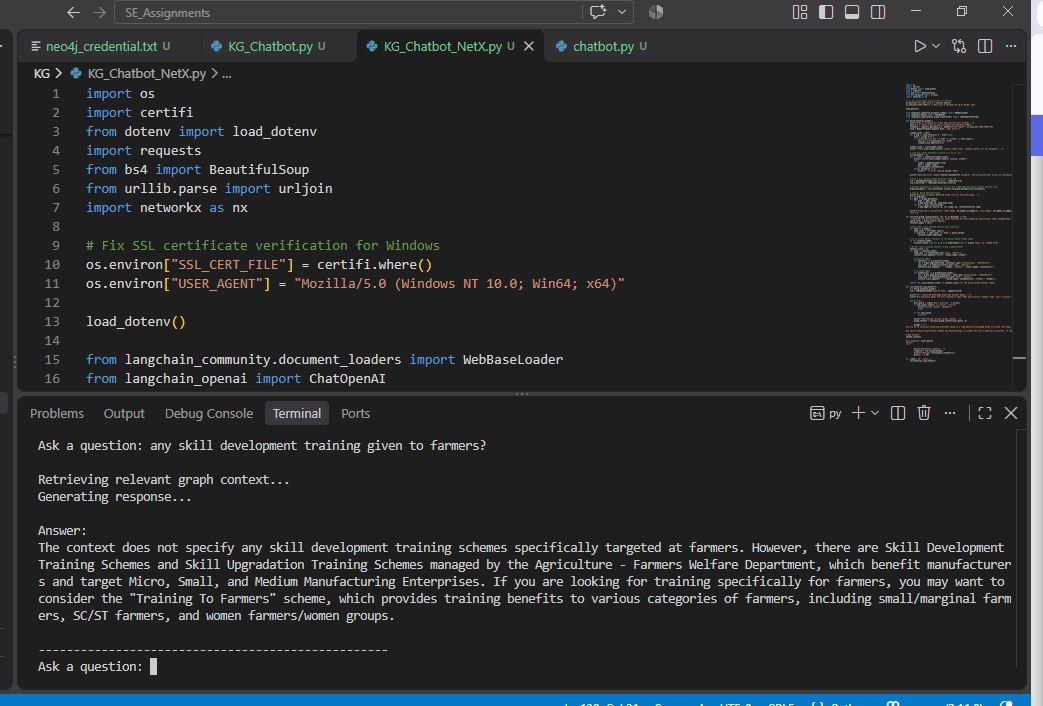 SE_Assignments
neo4j_credential.txt U
KG_Chatbot.py U
KG_Chatbot_NetX.py U
chatbot.py U
KG > KG_Chatbot_NetX.py > ...
1 import os
2 import certifi
3 from dotenv import load_dotenv
4 import requests
5 from bs4 import BeautifulSoup
6 from urllib.parse import urljoin
7 import networkx as nx
8
9 # Fix SSL certificate verification for Windows
10 os.environ["SSL_CERT_FILE"] = certifi.where()
11 os.environ["USER_AGENT"] = "Mozilla/5.0 (Windows NT 10.0; Win64; x64)"
12
13 load_dotenv()
14
15 from langchain_community.document_loaders import WebBaseLoader
16 from langchain_openai import ChatOpenAI
Problems Output Debug Console Terminal Ports
py
Ask a question: any skill development training given to farmers?
Retrieving relevant graph context...
Generating response...
Answer:
The context does not specify any skill development training schemes specifically targeted at farmers. However, there are Skill Development
Training Schemes and Skill Upgradation Training Schemes managed by the Agriculture - Farmers Welfare Department, which benefit manufacturer
s and target Micro, Small, and Medium Manufacturing Enterprises. If you are looking for training specifically for farmers, you may want to
consider the "Training To Farmers" scheme, which provides training benefits to various categories of farmers, including small/marginal farm
ers, SC/ST farmers, and women farmers/women groups.
--------------------------------------------------
Ask a question: